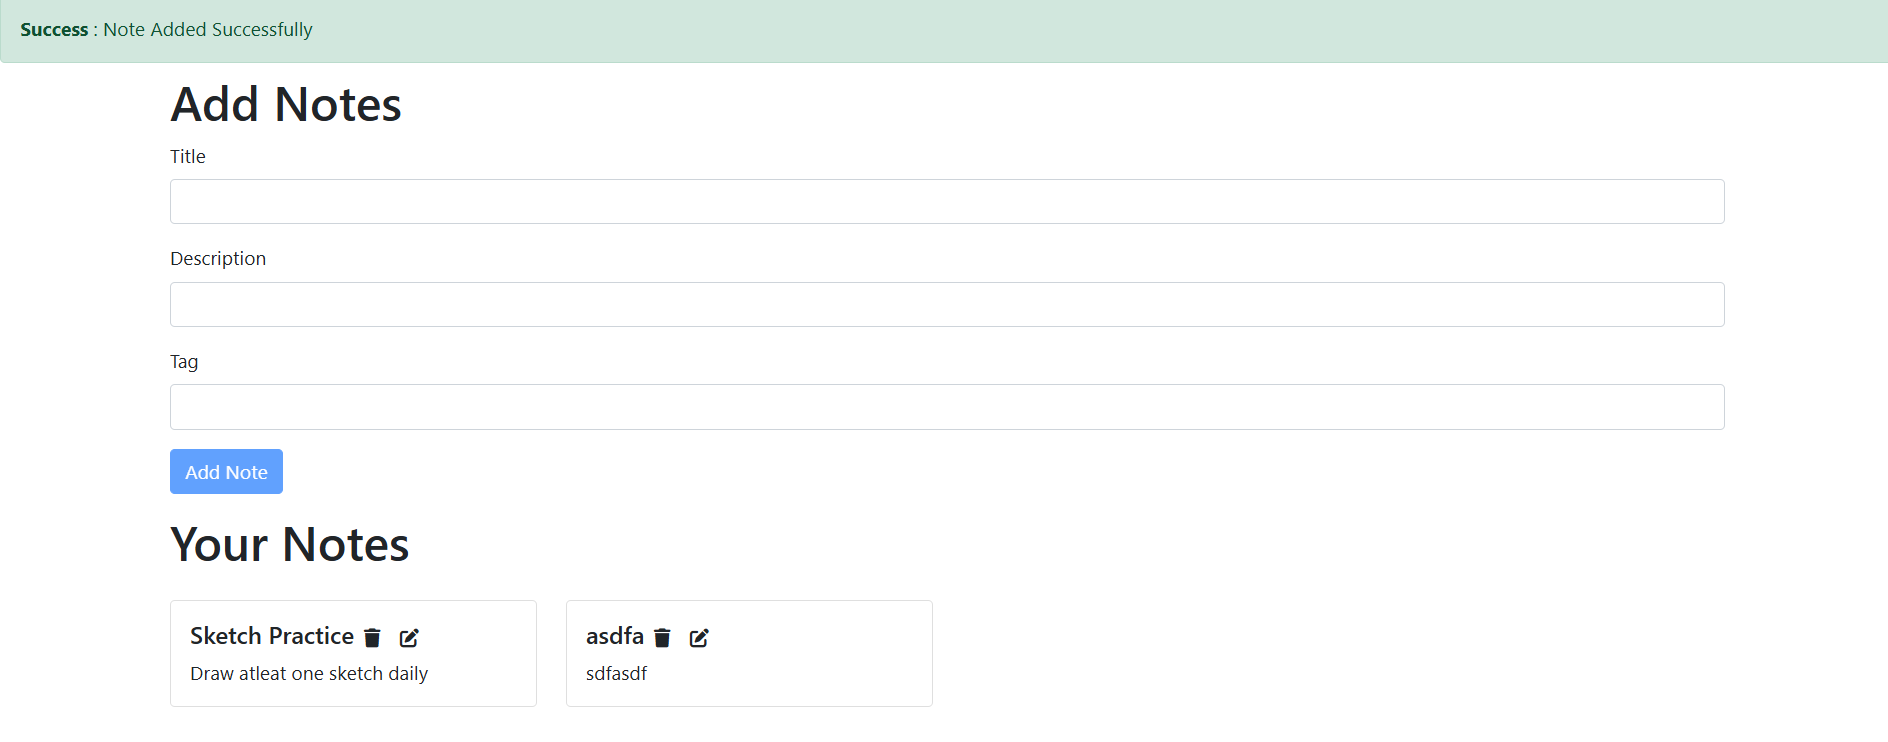 Success : Note Added Successfully
Add Notes
Title
Description
Tag
Add Note
Your Notes
Sketch Practice
Draw atleat one sketch daily
asdfa
sdfasdf